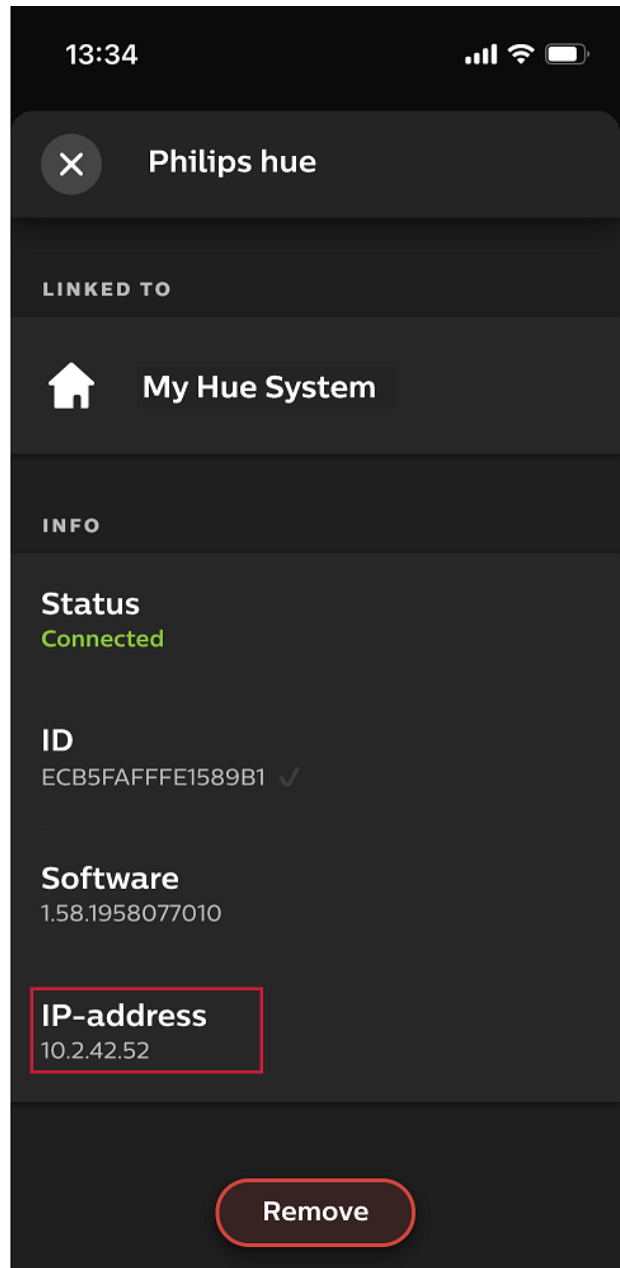 13:34
Philips hue
LINKED TO
My Hue System
INFO
Status
Connected
ID
ECB5FAFFFE1589B1
Software
1.58.1958077010
IP-address
10.2.42.52
Remove